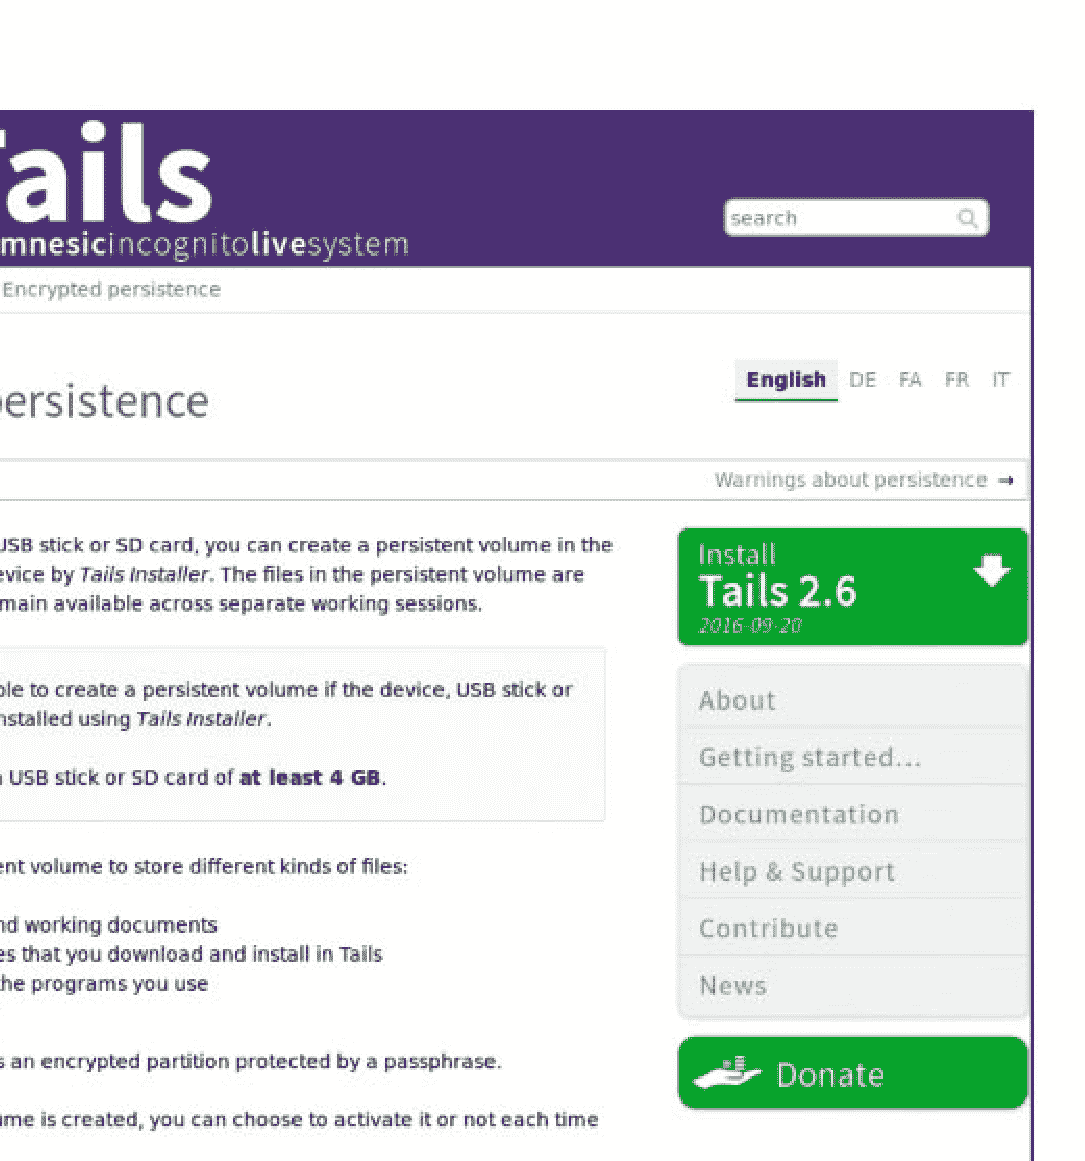 Tails
mnesicincognitolivesystem
search
Encrypted persistence
English DE FA FR IT
persistence
Warnings about persistence →
USB stick or SD card, you can create a persistent volume in the
evice by Tails Installer. The files in the persistent volume are
main available across separate working sessions.
Install
Tails 2.6
2016-09-20
ble to create a persistent volume if the device, USB stick or
nstalled using Tails Installer.
USB stick or SD card of at least 4 GB.
ent volume to store different kinds of files:
nd working documents
es that you download and install in Tails
the programs you use
s an encrypted partition protected by a passphrase.
ume is created, you can choose to activate it or not each time
About
Getting started...
Documentation
Help & Support
Contribute
News
Donate